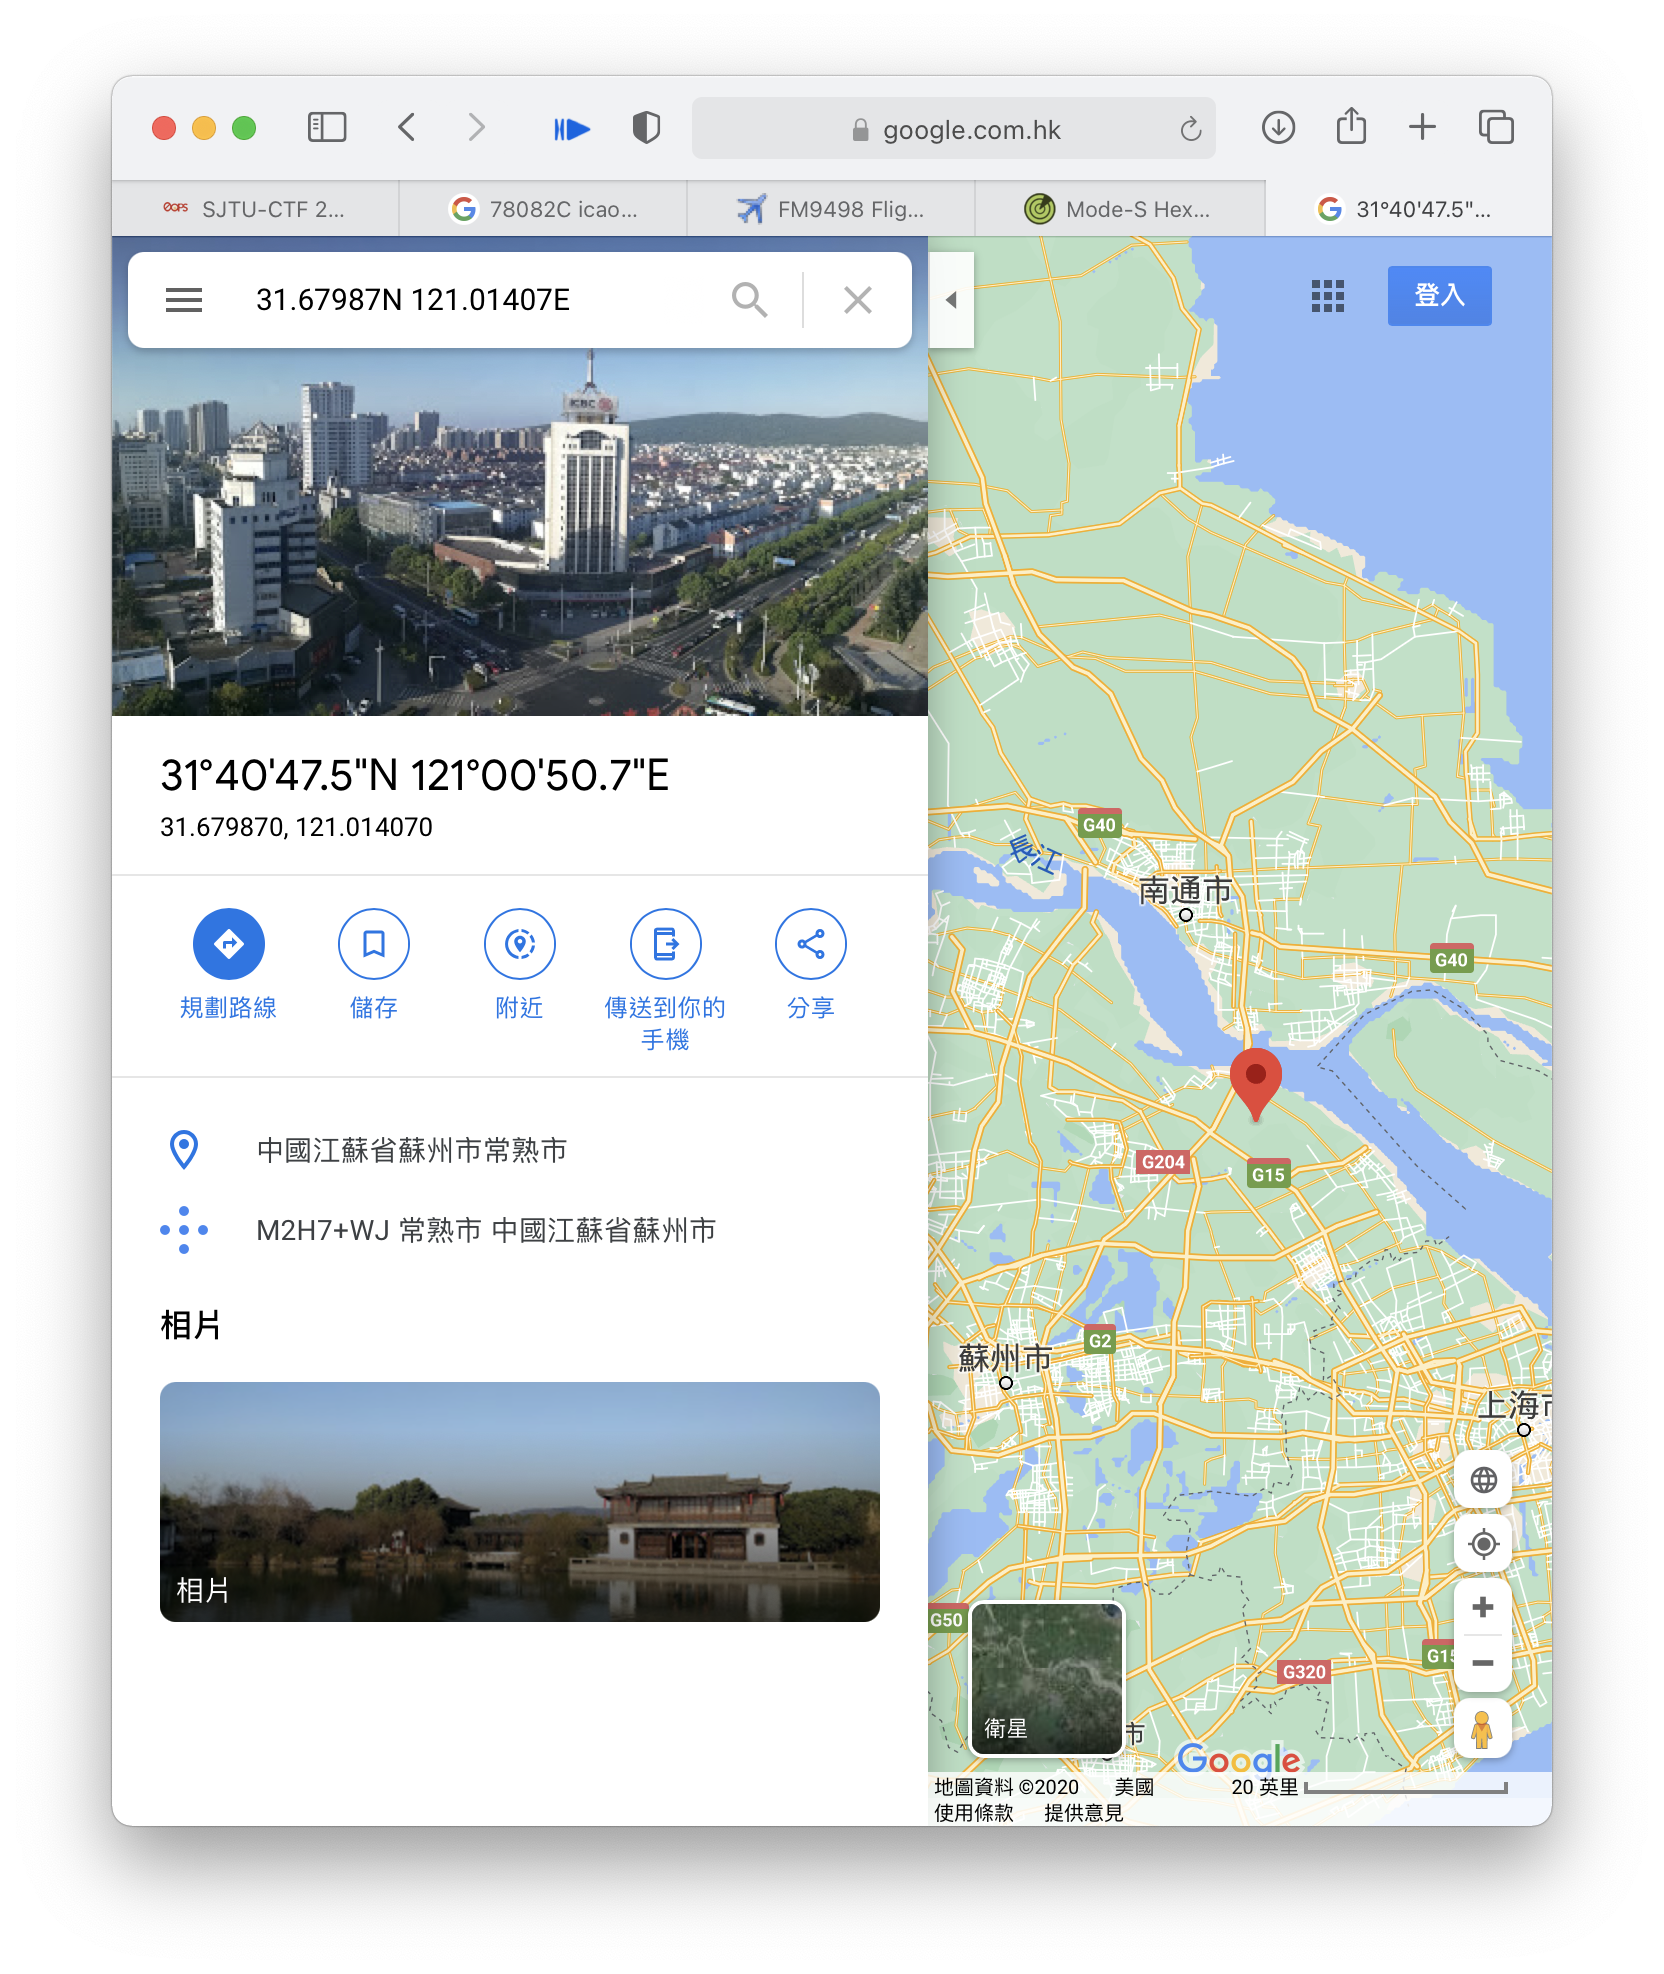 google.com.hk
SJTU-CTF 2...
78082C icao...
FM9498 Flig...
Mode-S Hex...
31°40'47.5"...
31.67987N 121.01407E
ICBC
31°40'47.5"N 121°00'50.7"E
31.679870, 121.014070
規劃路線
儲存
附近
傳送到你的
手機
分享
中國江蘇省蘇州市常熟市
M2H7+WJ 常熟市 中國江蘇省蘇州市
相片
相片
登入
G40
長江
南通市
G40
G204
G15
G2
蘇州市
上海市
G50
G320
G15
衛星
市
Google
地圖資料 ©2020 美國 20 英里
使用條款 提供意見